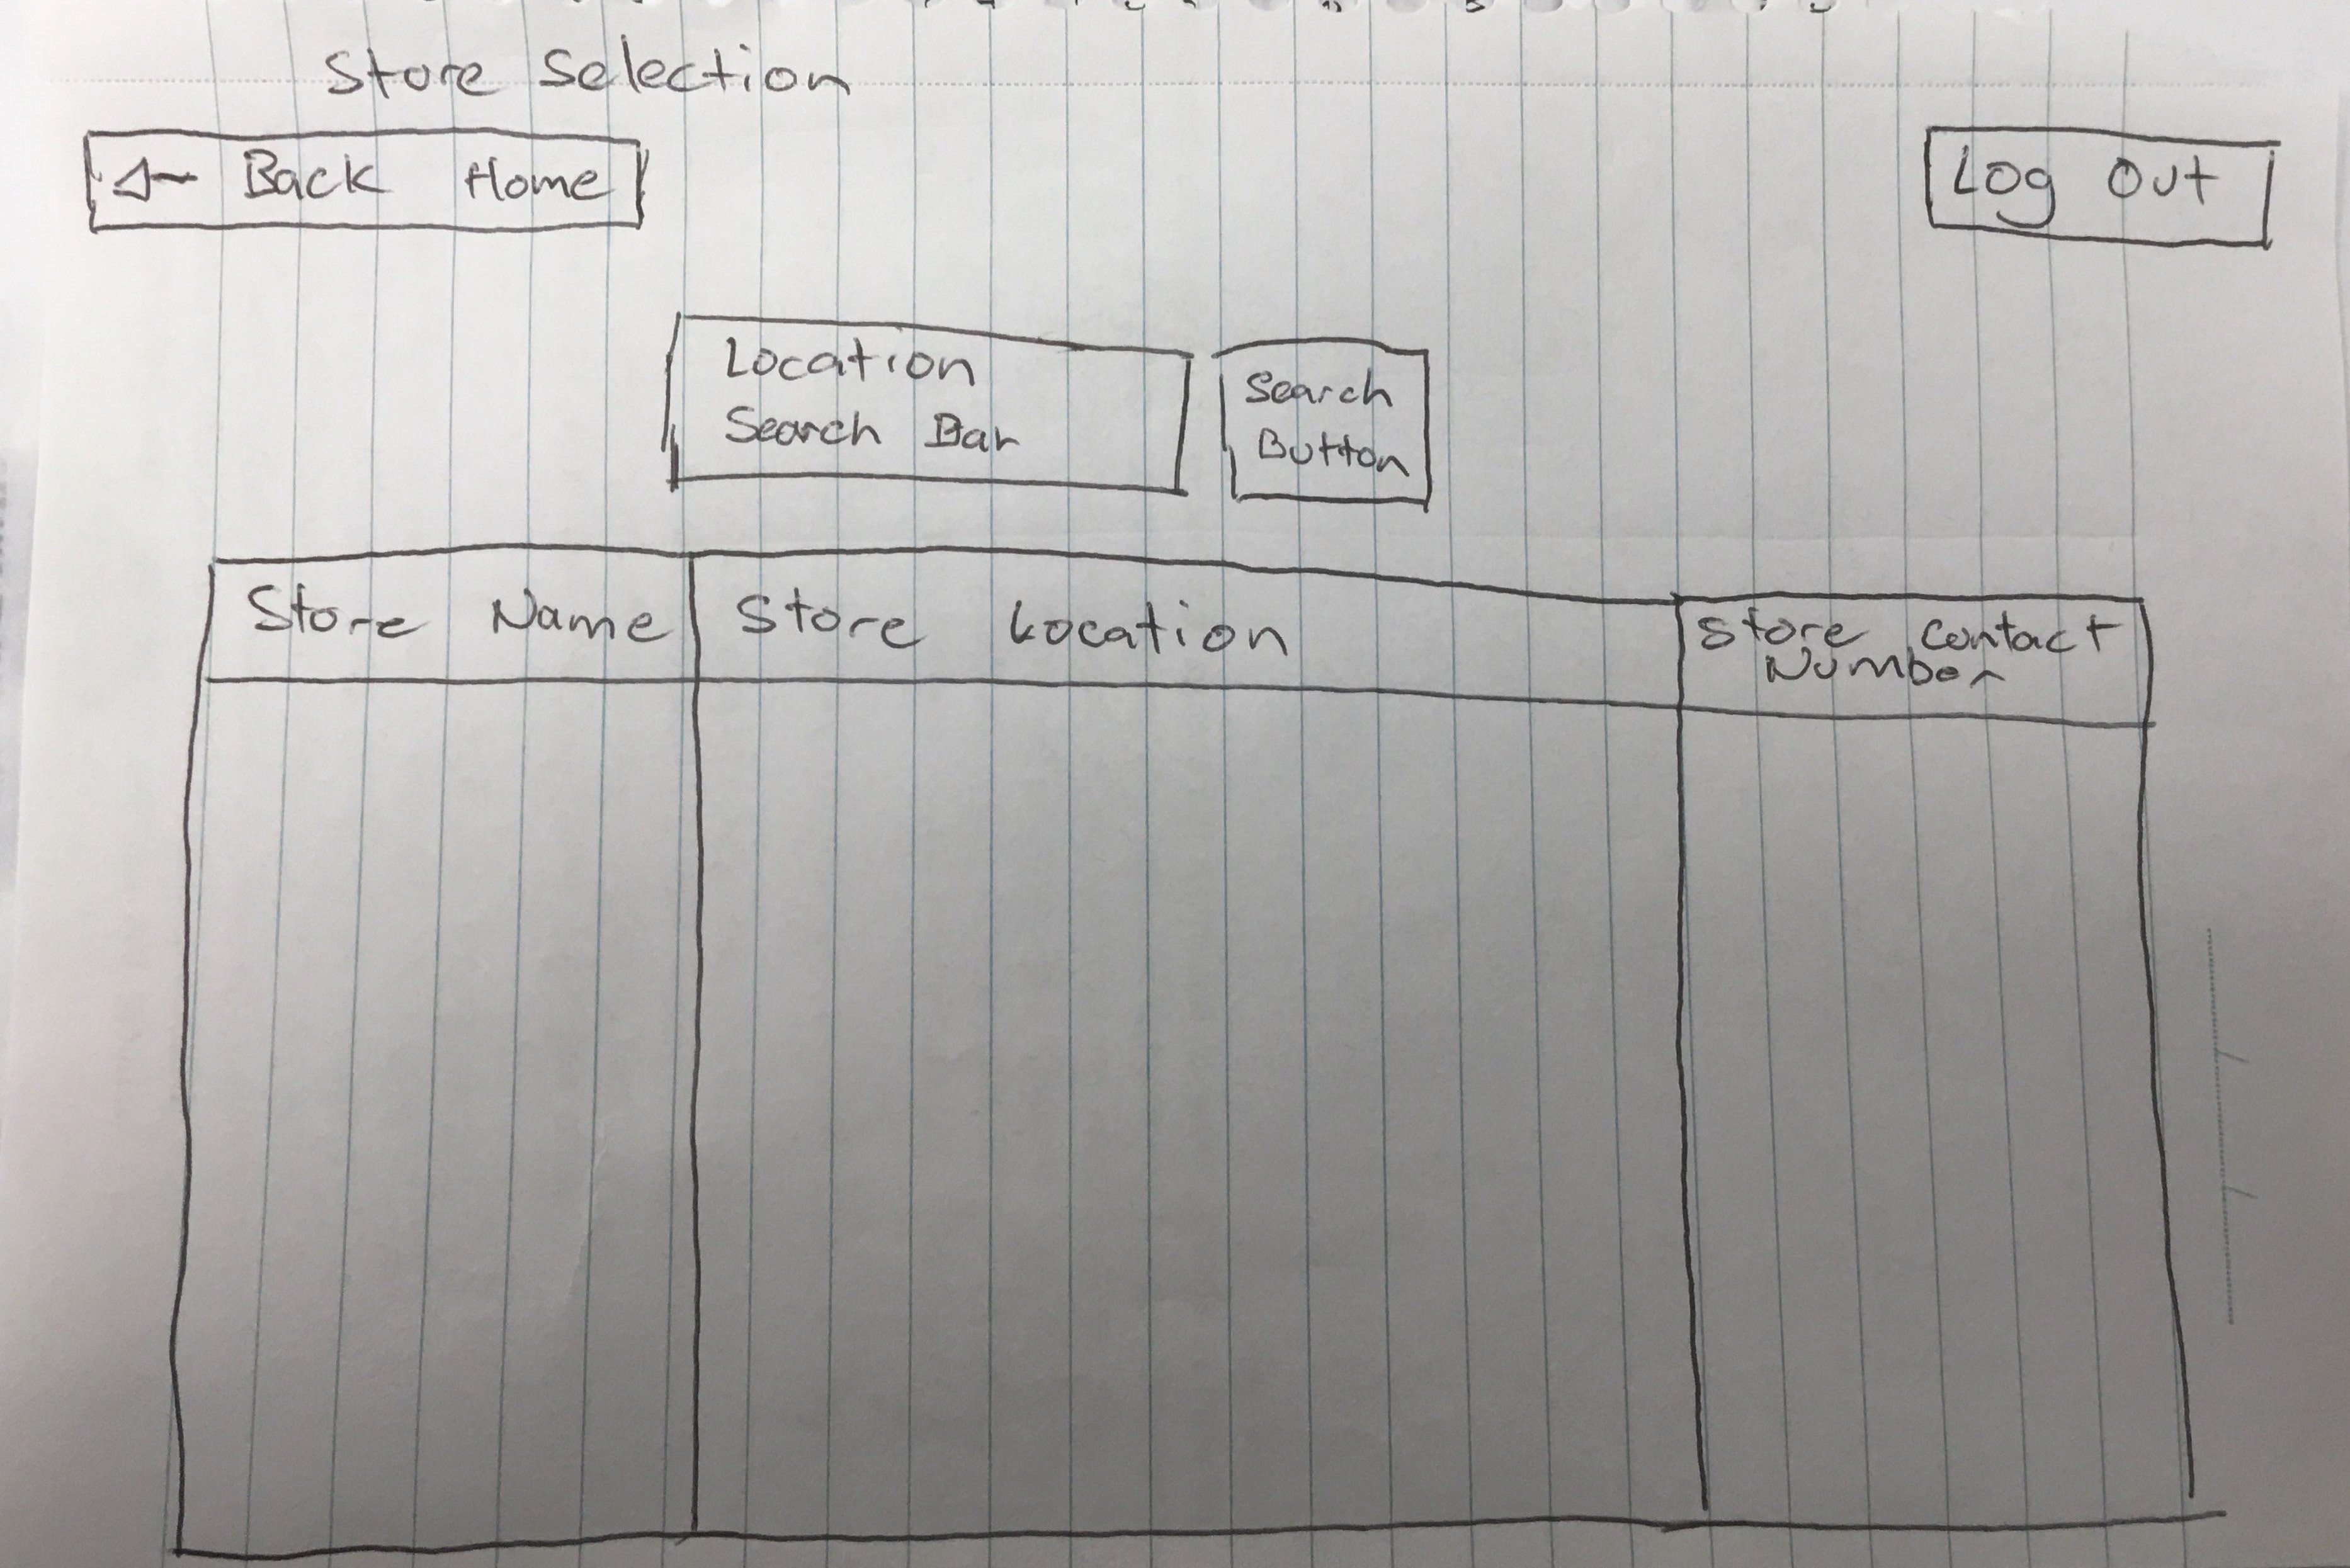 Store Selection
Back Home
Log Out
Location
Search Bar
Search
Button
Store Name
Store Location
Store Contact
Number